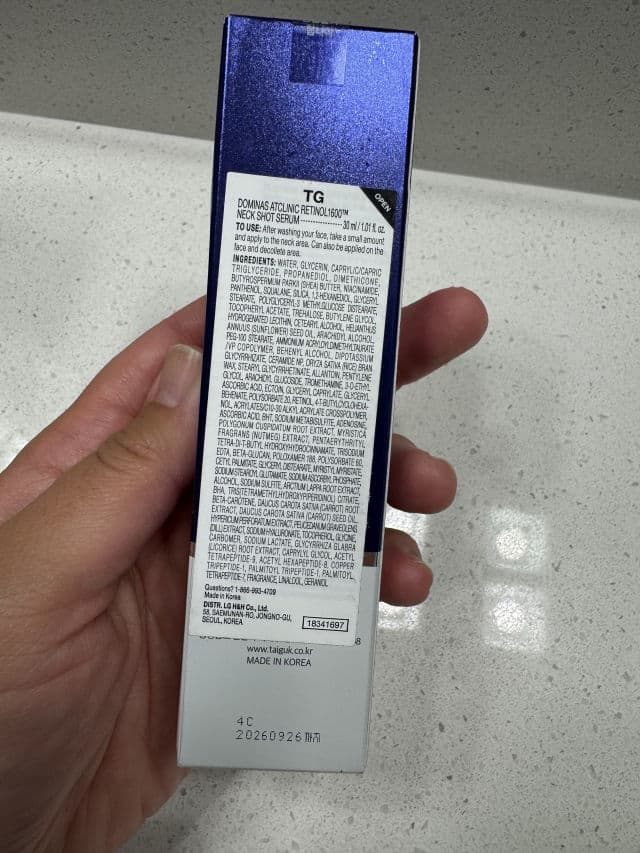 TG
OPEN
DOMINAS ATCLINIC RETINOL1600™
NECK SHOT SERUM -------------- 30 ml / 1.01 fl. oz.
TO USE: After washing your face, take a small amount
and apply to the neck area. Can also be applied on the
face and decollete area.
INGREDIENTS: WATER, GLYCERIN, CAPRYLIC/CAPRIC
TRIGLYCERIDE, PROPANEDIOL, DIMETHICONE,
BUTYROSPERMUM PARKII (SHEA) BUTTER, NIACINAMIDE,
PANTHENOL, SQUALANE, SILICA, 1,2-HEXANEDIOL, GLYCERYL
STEARATE, POLYGLYCERYL-3 METHYLGLUCOSE DISTEARATE,
TOCOPHERYL ACETATE, TREHALOSE, BUTYLENE GLYCOL,
HYDROGENATED LECITHIN, CETEARYL ALCOHOL, HELIANTHUS
ANNUUS (SUNFLOWER) SEED OIL, ARACHIDYL ALCOHOL,
PEG-100 STEARATE, AMMONIUM ACRYLOYLDIMETHYLTAURATE
/VP COPOLYMER, BEHENYL ALCOHOL, DIPOTASSIUM
GLYCYRRHIZATE, CERAMIDE NP, ORYZA SATIVA (RICE) BRAN
WAX, STEARYL GLYCYRRHETINATE, ALLANTOIN, PENTYLENE
GLYCOL, ARACHIDYL GLUCOSIDE, TROMETHAMINE, 3-O-ETHYL
ASCORBIC ACID, ECTOIN, GLYCERYL CAPRYLATE, GLYCERYL
BEHENATE, POLYSORBATE 20, RETINOL, 4-T-BUTYLCYCLOHEXA-
NOL, ACRYLATES/C10-30 ALKYL ACRYLATE CROSSPOLYMER,
ASCORBIC ACID, BHT, SODIUM METABISULFITE, ADENOSINE,
POLYGONUM CUSPIDATUM ROOT EXTRACT, MYRISTICA
FRAGRANS (NUTMEG) EXTRACT, PENTAERYTHRITYL
TETRA-DI-T-BUTYL HYDROXYHYDROCINNAMATE, TRISODIUM
EDTA, BETA-GLUCAN, POLOXAMER 188, POLYSORBATE 60,
CETYL PALMITATE, GLYCERYL DISTEARATE, MYRISTYL MYRISTATE,
SODIUM STEAROYL GLUTAMATE, SODIUM ASCORBYL PHOSPHATE,
ALCOHOL, SODIUM SULFITE, ARCTIUM LAPPA ROOT EXTRACT,
BHA, TRIS(TETRAMETHYLHYDROXYPIPERIDINOL) CITRATE,
BETA-CAROTENE, DAUCUS CAROTA SATIVA (CARROT) ROOT
EXTRACT, DAUCUS CAROTA SATIVA (CARROT) SEED OIL,
HYPERICUM PERFORATUM EXTRACT, PEUCEDANUM GRAVEOLENS
(DILL) EXTRACT, SODIUM HYALURONATE, TOCOPHEROL, GLYCINE,
CARBOMER, SODIUM LACTATE, GLYCYRRHIZA GLABRA
(LICORICE) ROOT EXTRACT, CAPRYLYL GLYCOL, ACETYL
TETRAPEPTIDE-9, ACETYL HEXAPEPTIDE-8, COPPER
TRIPEPTIDE-1, PALMITOYL TRIPEPTIDE-1, PALMITOYL
TETRAPEPTIDE-7, FRAGRANCE, LINALOOL, GERANIOL
Questions? 1-866-693-4709
Made in Korea
DISTR. LG H&H Co., Ltd.
58, SAEMUNAN-RO, JONGNO-GU,
SEOUL, KOREA
18341697
www.taiguk.co.kr
MADE IN KOREA
4C
20260926 까지